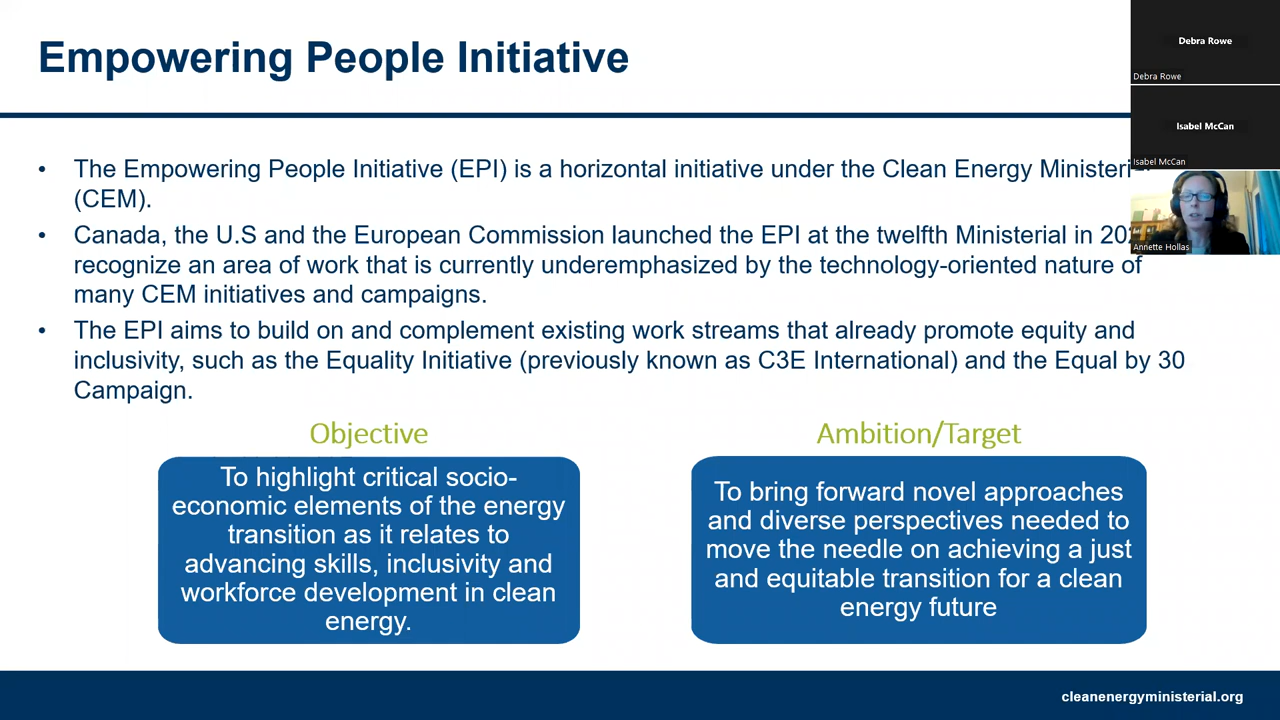 Empowering People Initiative
• The Empowering People Initiative (EPI) is a horizontal initiative under the Clean Energy
(CEM).
• Canada, the U.S and the European Commission launched the EPI at the twelfth Ministerial in
recognize an area of work that is currently underemphasized by the technology-oriented nature of
many CEM initiatives and campaigns.
• The EPI aims to build on and complement existing work streams that already promote equity and
inclusivity, such as the Equality Initiative (previously known as C3E International) and the Equal by 30
Campaign.
Objective
To highlight critical socio-
economic elements of the energy
transition as it relates to
advancing skills, inclusivity and
workforce development in clean
energy.
Ambition/Target
To bring forward novel approaches
and diverse perspectives needed to
move the needle on achieving a just
and equitable transition for a clean
energy future
cleanenergyministerial.org
Debra Rowe
Debra Rowe
Isabel McCan
Isabel McCan
Annette Hollas